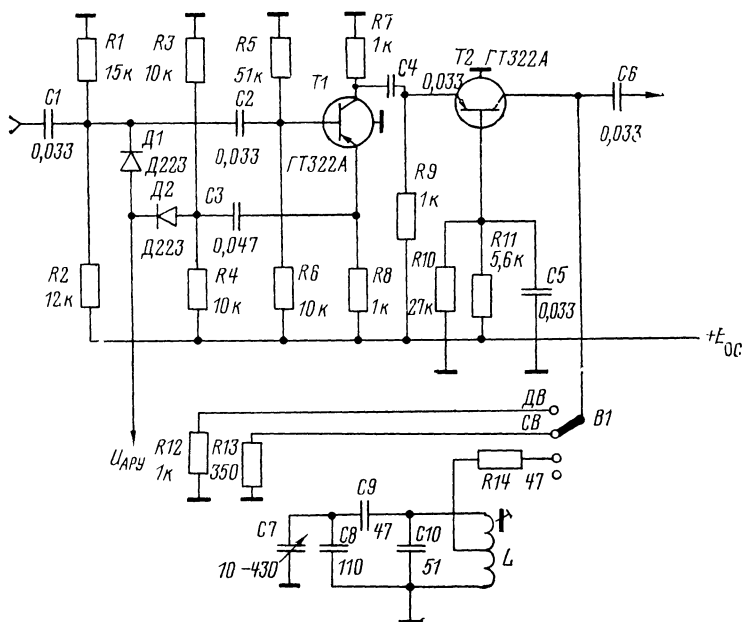 R1
15к
R3
10к
R5
51к
R7
1к
C4
0,033
T2
ГТ322А
C6
0,033
C1
0,033
C2
0,033
T1
ГТ322А
Д1
Д223
Д2
Д223
C3
0,047
R9
1к
R2
12к
R4
10к
R6
10к
R8
1к
R10
27к
R11
5,6к
C5
0,033
+E ос
UАРУ
ДВ
СВ
B1
R12
1к
R13
350
R14
47
C9
47
C7
10-430
C8
110
C10
51
L